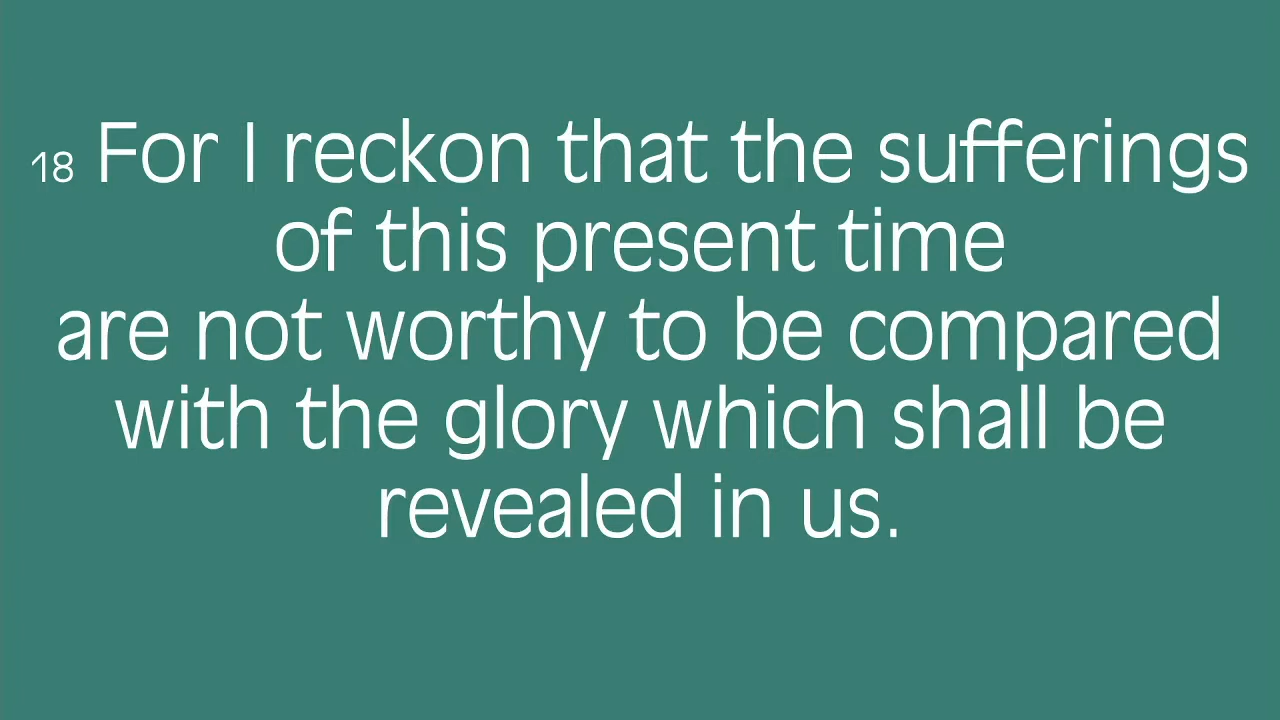 18 For I reckon that the sufferings
of this present time
are not worthy to be compared
with the glory which shall be
revealed in us.